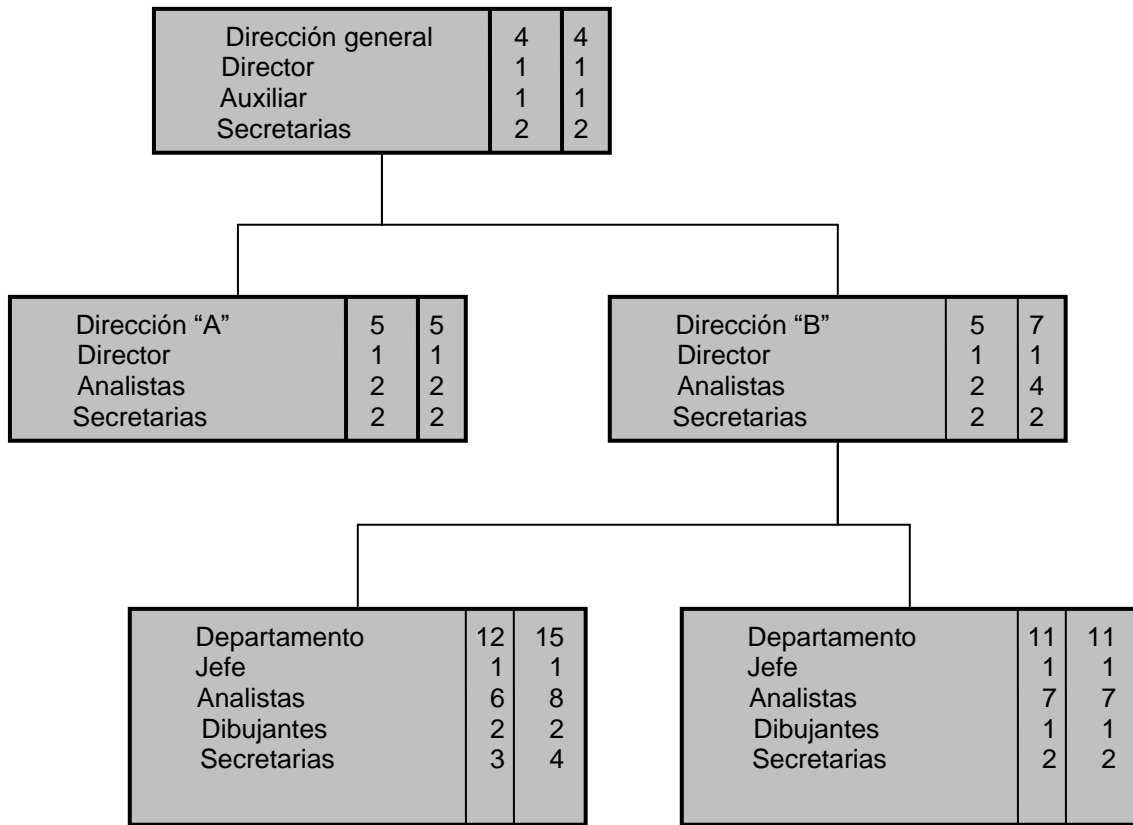 Dirección general 4 4
Director 1 1
Auxiliar 1 1
Secretarias 2 2
Dirección “A” 5 5
Director 1 1
Analistas 2 2
Secretarias 2 2
Dirección “B” 5 7
Director 1 1
Analistas 2 4
Secretarias 2 2
Departamento 12 15
Jefe 1 1
Analistas 6 8
Dibujantes 2 2
Secretarias 3 4
Departamento 11 11
Jefe 1 1
Analistas 7 7
Dibujantes 1 1
Secretarias 2 2